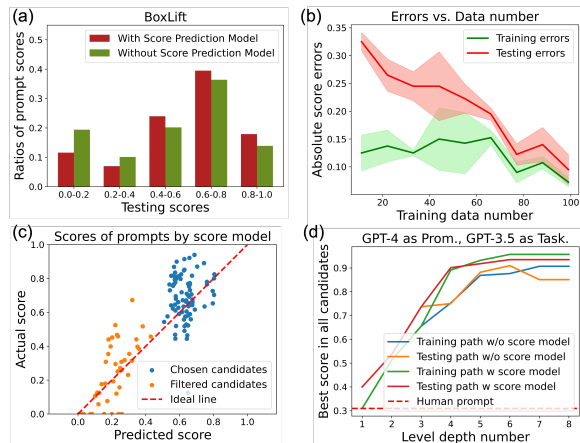 (a)
BoxLift
With Score Prediction Model
Without Score Prediction Model
Ratios of prompt scores
0.5
0.4
0.3
0.2
0.1
0.0
0.0-0.2 0.2-0.4 0.4-0.6 0.6-0.8 0.8-1.0
Testing scores
(b)
Errors vs. Data number
Training errors
Testing errors
Absolute score errors
0.35
0.30
0.25
0.20
0.15
0.10
20 40 60 80 100
Training data number
(c)
Scores of prompts by score model
Actual score
1.0
0.8
0.6
0.4
0.2
0.0
Chosen candidates
Filtered candidates
Ideal line
0.0 0.2 0.4 0.6 0.8 1.0
Predicted score
(d)
GPT-4 as Prom., GPT-3.5 as Task.
Best score in all candidates
0.9
0.8
0.7
0.6
0.5
0.4
0.3
Training path w/o score model
Testing path w/o score model
Training path w score model
Testing path w score model
Human prompt
1 2 3 4 5 6 7 8
Level depth number